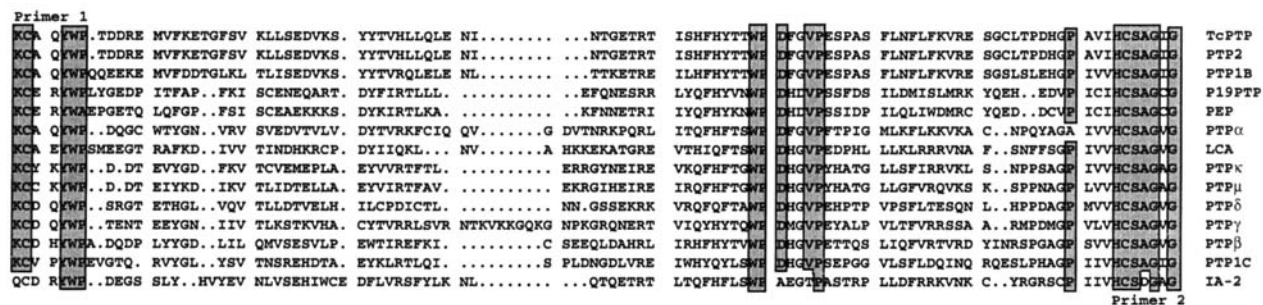 Primer 1
KCA QYWP.TDDREM MVFKETGFSV KLLSEDVKS. YYTVHLLQLE NI......... ...NTGETRT ISHFHYTTWP DFGVPESPAS FLNFLFKVRE SGCLTPDHGP AVIHCSAGIG TcPTP
KCA QYWP.TDDREM MVFKETGFSV KLLSEDVKS. YYTVHLLQLE NI......... ...NTGETRT ISHFHYTTWP DFGVPESPAS FLNFLFKVRE SGCLTPDHGP AVIHCSAGIG PTP2
KCA QYWPQQEEKE MVFDDTGLKL TLISEDVKS. YYTVRQLELE NL......... ...TTKETRE ILHFHYTTWP DFGVPESPAS FLNFLFKVRE SGSLSLEHGP IVVHCSAGIG PTP1B
KCE RYWPLYGEDP ITFAP..FKI SCENEQART. DYFIRTLLL. .......... ...EFQNESRR LYQFHYVNWP DHDVPSSFDS ILDMISLMRK YQEH..EDVP ICIHCSAGCG P19PTP
KCE RYWAEPGETQ LQFGP..FSI SCEAEKKKS. DYKIRTLKA. .......... ...KFNNETRI IYQFHYKNWP DHDVPSSIDP ILQLIWDMRC YQED..DCVP ICIHCSAGCG PEP
KCA QYWP..DQGC WTYGN..VRV SVEDVTVLV. DYTVRKFCIQ QV.......G DVTNRKPQRL ITQFHFTSWP DFGVPFTPIG MLKFLKKVKA C..NPQYAGA IVVHCSAGVG PTPα
KCA EYWPSMEEGT RAFKD..IVV TINDHKRCP. DYIIQKL... NV.......A HKKEKATGRE VTHIQFTSWP DHGVPEDPHL LLKLRRRVNA F..SNFFSGP IVVHCSAGVG LCA
KCY KYWP..D.DT EVYGD..FKV TCVEMEPLA. EYVVRTFTL. .......... ..ERRGYNEIRE VKQFHFTGWP DHGVPYHATG LLSFIRRVKL S..NPPSAGP IVVHCSAGAG PTPκ
KCC KYWP..D.DT EIYKD..IKV TLIDTELLA. EYVIRTFAV. .......... ..EKRGIHEIRE IRQFHFTGWP DHGVPYHATG LLGFVRQVKS K..SPPNAGP LVVHCSAGAG PTPμ
KCD QYWP..SRGT ETHGL..VQV TLLDTVELH. ILCPDICTL. .......... ..NN.GSSEKRK VRQFQFTAWP DHGVPEHPTP VPSFLTESQN L..HPPDAGP MVVHCSAGVG PTPδ
KCD QYWP..TENT EEYGN..IIV TLKSTKVHA. CYTVRRLSVR NTKVKKGQKG NPKGRQNERT VIQYHYTQWP DMGVPEYALP VLTFVRRSSA A..RMPDMGP VLVHCSAGVG PTPγ
KCD HYWPA.DQDP LYYGD..LIL QMVSESVLP. EWTIREFKI. .........C SEEQLDAHRL IRHFHYTVWP DHGVPETTQS LIQFVRTVRD YINRSPGAGP SVVHCSAGVG PTPβ
KCV PYWPEVGTQ. RVYGL..YSV TNSREHDTA. EYKLRTLQI. .........S PLDNGDLVRE IWHYQYLSWP DHGVPSEPGG VLSFLDQINQ RQESLPHAGP IIVHCSAGIG PTP1C
QCD RYWP..DEGS SLY.HVYEV NLVSEHIWCE DFLVRSFYLK NL......... ...QTQETRT LTQFHFLSWP AEGTPASTRP LLDFRRKVNK C..YRGRSCP IIVHCSDGAG IA-2
Primer 2